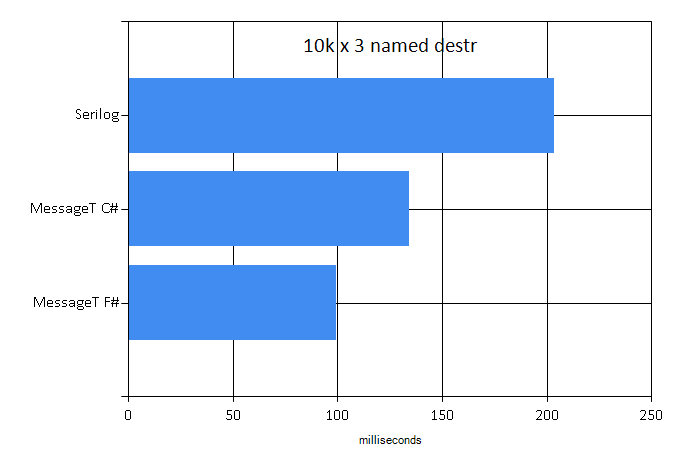 10k x 3 named destr
Serilog
MessageT C#
MessageT F#
0 50 100 150 200 250
milliseconds